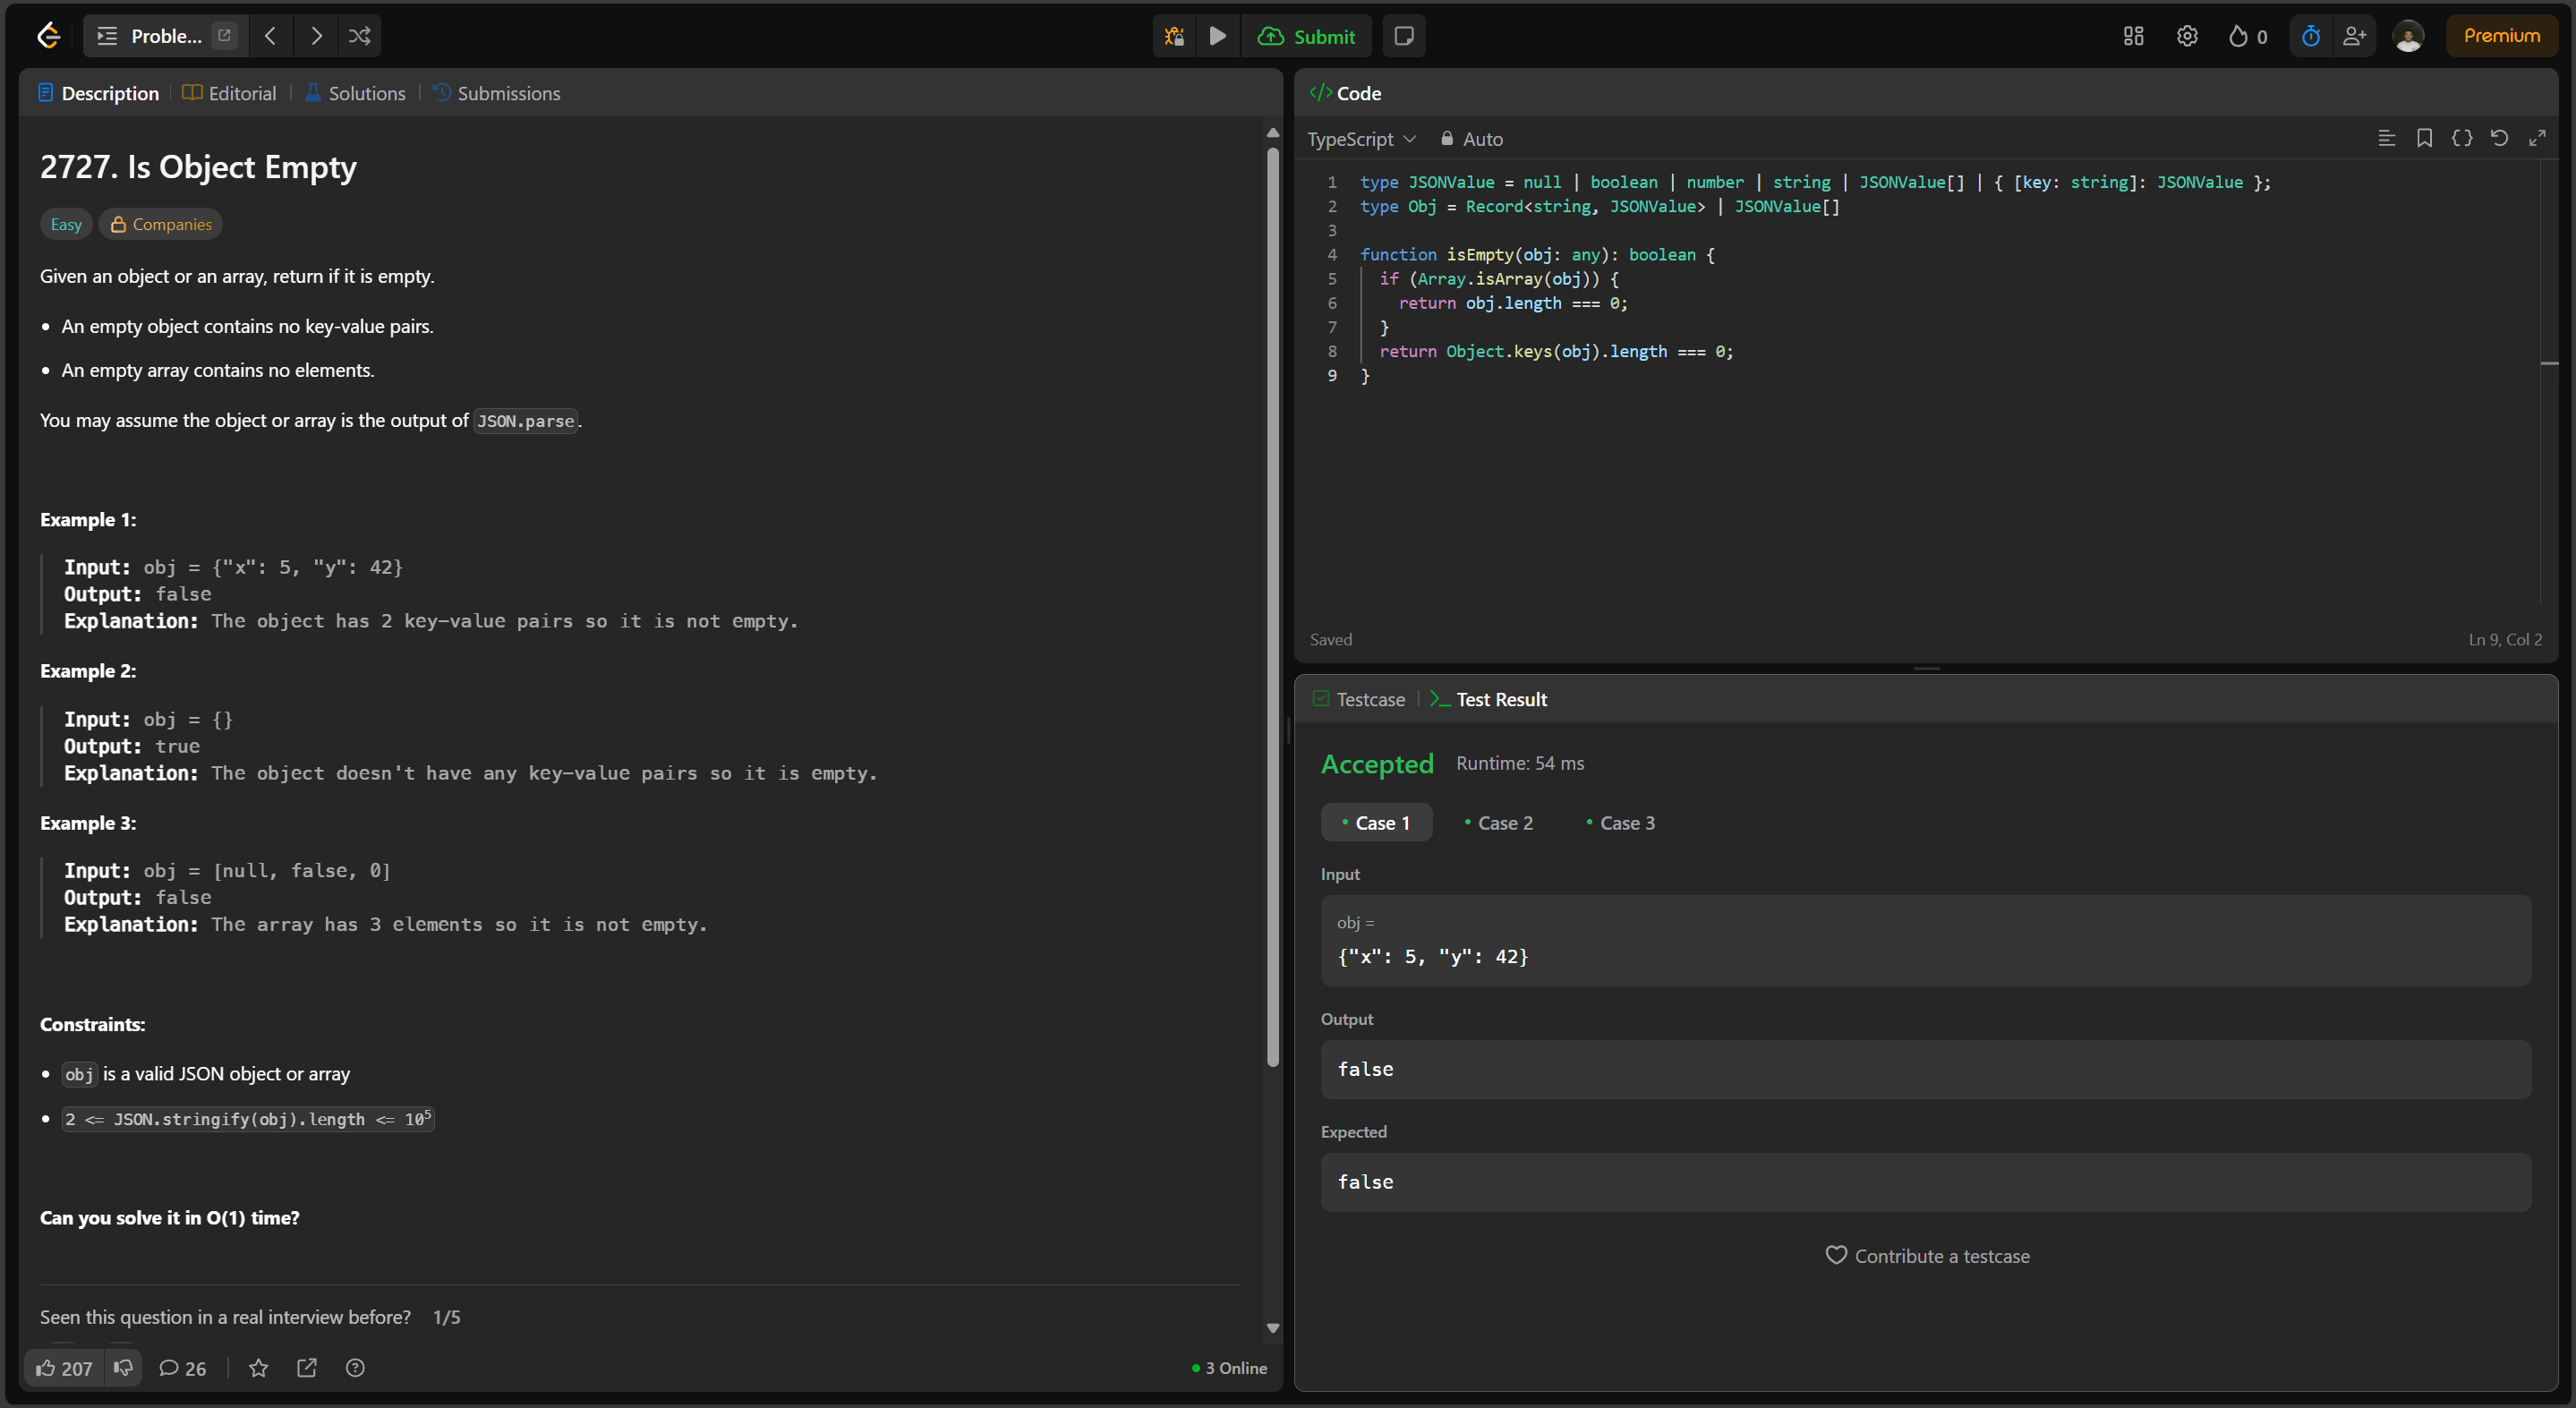 Proble...
Submit
0
Premium
Description
Editorial
Solutions
Submissions
2727. Is Object Empty
Easy
Companies
Given an object or an array, return if it is empty.
• An empty object contains no key-value pairs.
• An empty array contains no elements.
You may assume the object or array is the output of JSON.parse.
Example 1:
Input: obj = {"x": 5, "y": 42}
Output: false
Explanation: The object has 2 key-value pairs so it is not empty.
Example 2:
Input: obj = {}
Output: true
Explanation: The object doesn't have any key-value pairs so it is empty.
Example 3:
Input: obj = [null, false, 0]
Output: false
Explanation: The array has 3 elements so it is not empty.
Constraints:
• obj is a valid JSON object or array
• 2 <= JSON.stringify(obj).length <= 10⁵
Can you solve it in O(1) time?
Seen this question in a real interview before? 1/5
207
26
3 Online
</> Code
TypeScript
Auto
1 type JSONValue = null | boolean | number | string | JSONValue[] | { [key: string]: JSONValue };
2 type Obj = Record<string, JSONValue> | JSONValue[]
3
4 function isEmpty(obj: any): boolean {
5 if (Array.isArray(obj)) {
6 return obj.length === 0;
7 }
8 return Object.keys(obj).length === 0;
9 }
Saved
Ln 9, Col 2
Testcase
Test Result
Accepted
Runtime: 54 ms
Case 1
Case 2
Case 3
Input
obj =
{"x": 5, "y": 42}
Output
false
Expected
false
Contribute a testcase